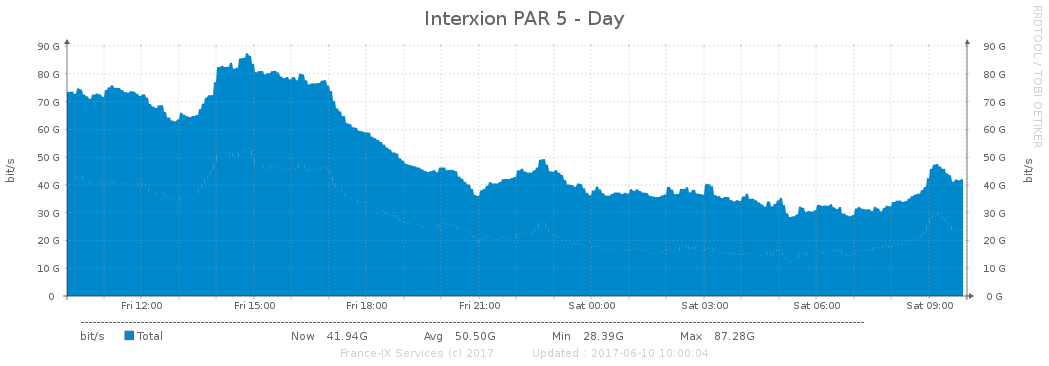 Interxion PAR 5 - Day
RRDTOOL / TOBI OETIKER
bit/s
bit/s
90 G 90 G
80 G 80 G
70 G 70 G
60 G 60 G
50 G 50 G
40 G 40 G
30 G 30 G
20 G 20 G
10 G 10 G
0 0 G
Fri 12:00 Fri 15:00 Fri 18:00 Fri 21:00 Sat 00:00 Sat 03:00 Sat 06:00 Sat 09:00
bit/s Total Now 41.94G Avg 50.50G Min 28.39G Max 87.28G
France-IX Services (c) 2017 Updated : 2017-06-10 10:00:04